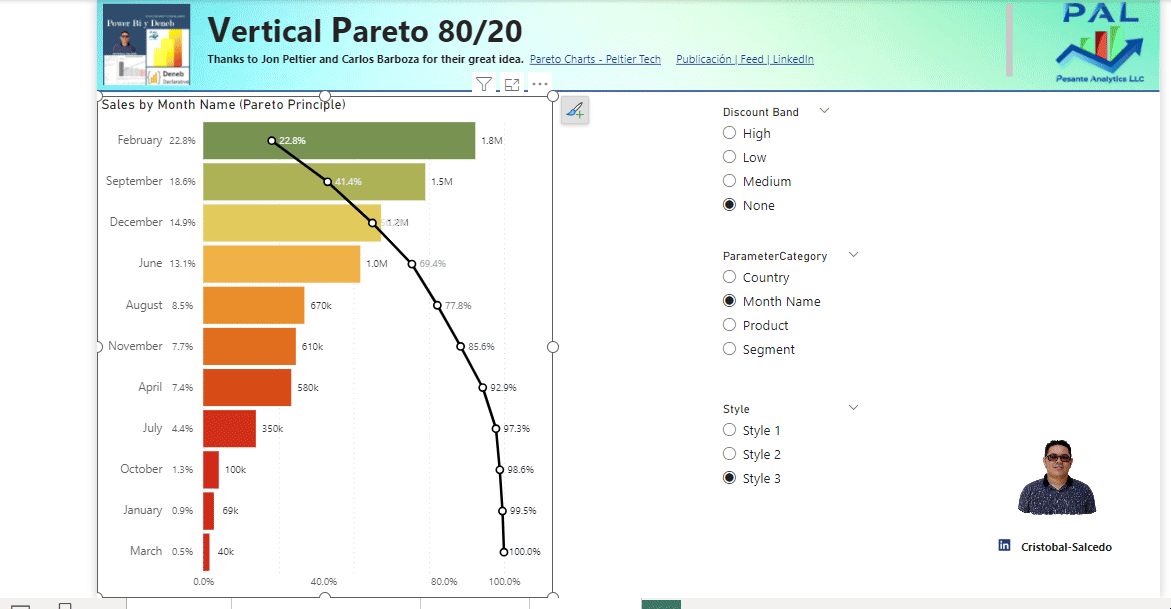 Power Bi y Deneb
Deneb
Declarative
Vertical Pareto 80/20
Thanks to Jon Peltier and Carlos Barboza for their great idea. Pareto Charts - Peltier Tech Publicación | Feed | LinkedIn
PAL
Pesante Analytics LLC
Sales by Month Name (Pareto Principle)
February 22.8% 22.8% 1.8M
September 18.6% 41.4% 1.5M
December 14.9% 1.2M
June 13.1% 1.0M 69.4%
August 8.5% 670k 77.8%
November 7.7% 610k 85.6%
April 7.4% 580k 92.9%
July 4.4% 350k 97.3%
October 1.3% 100k 98.6%
January 0.9% 69k 99.5%
March 0.5% 40k 100.0%
0.0% 40.0% 80.0% 100.0%
Discount Band
High
Low
Medium
None
ParameterCategory
Country
Month Name
Product
Segment
Style
Style 1
Style 2
Style 3
in Cristobal-Salcedo